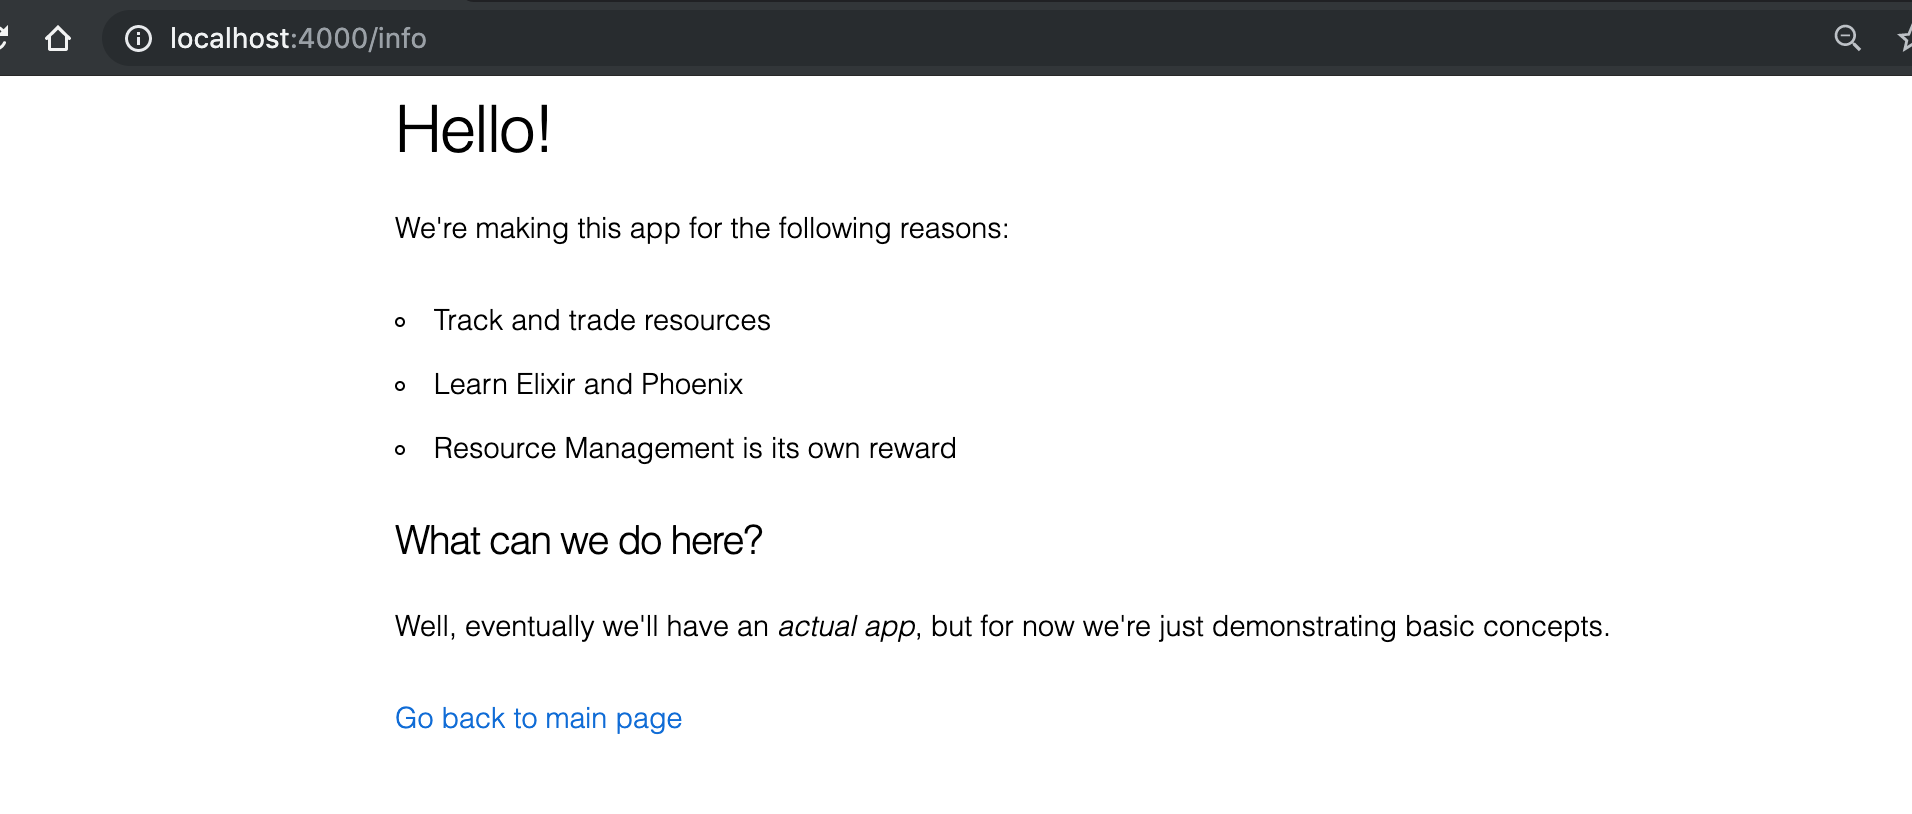 localhost:4000/info
Hello!
We're making this app for the following reasons:
Track and trade resources
Learn Elixir and Phoenix
Resource Management is its own reward
What can we do here?
Well, eventually we'll have an actual app, but for now we're just demonstrating basic concepts.
Go back to main page